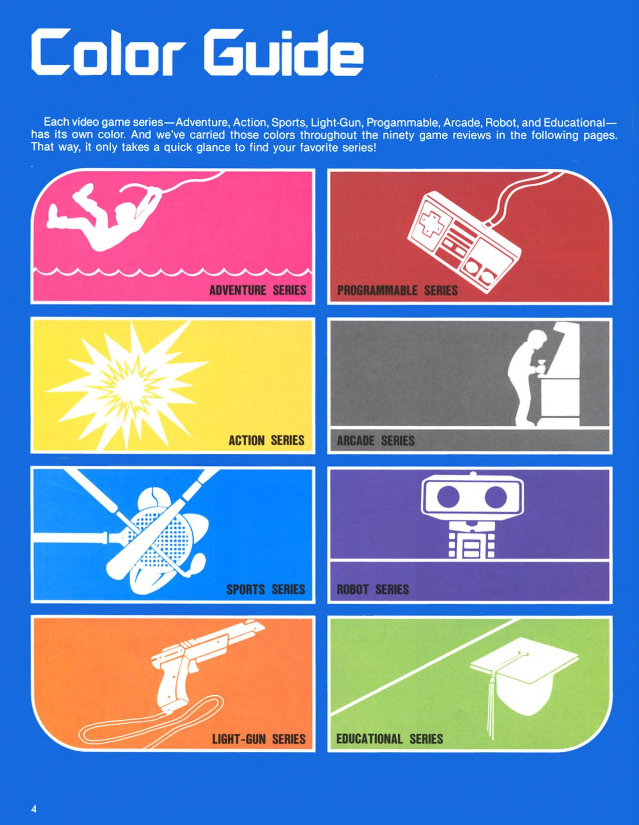 Color Guide
Each video game series—Adventure, Action, Sports, Light-Gun, Progammable, Arcade, Robot, and Educational—
has its own color. And we've carried those colors throughout the ninety game reviews in the following pages.
That way, it only takes a quick glance to find your favorite series!
ADVENTURE SERIES
PROGRAMMABLE SERIES
ACTION SERIES
ARCADE SERIES
SPORTS SERIES
ROBOT SERIES
LIGHT-GUN SERIES
EDUCATIONAL SERIES
4